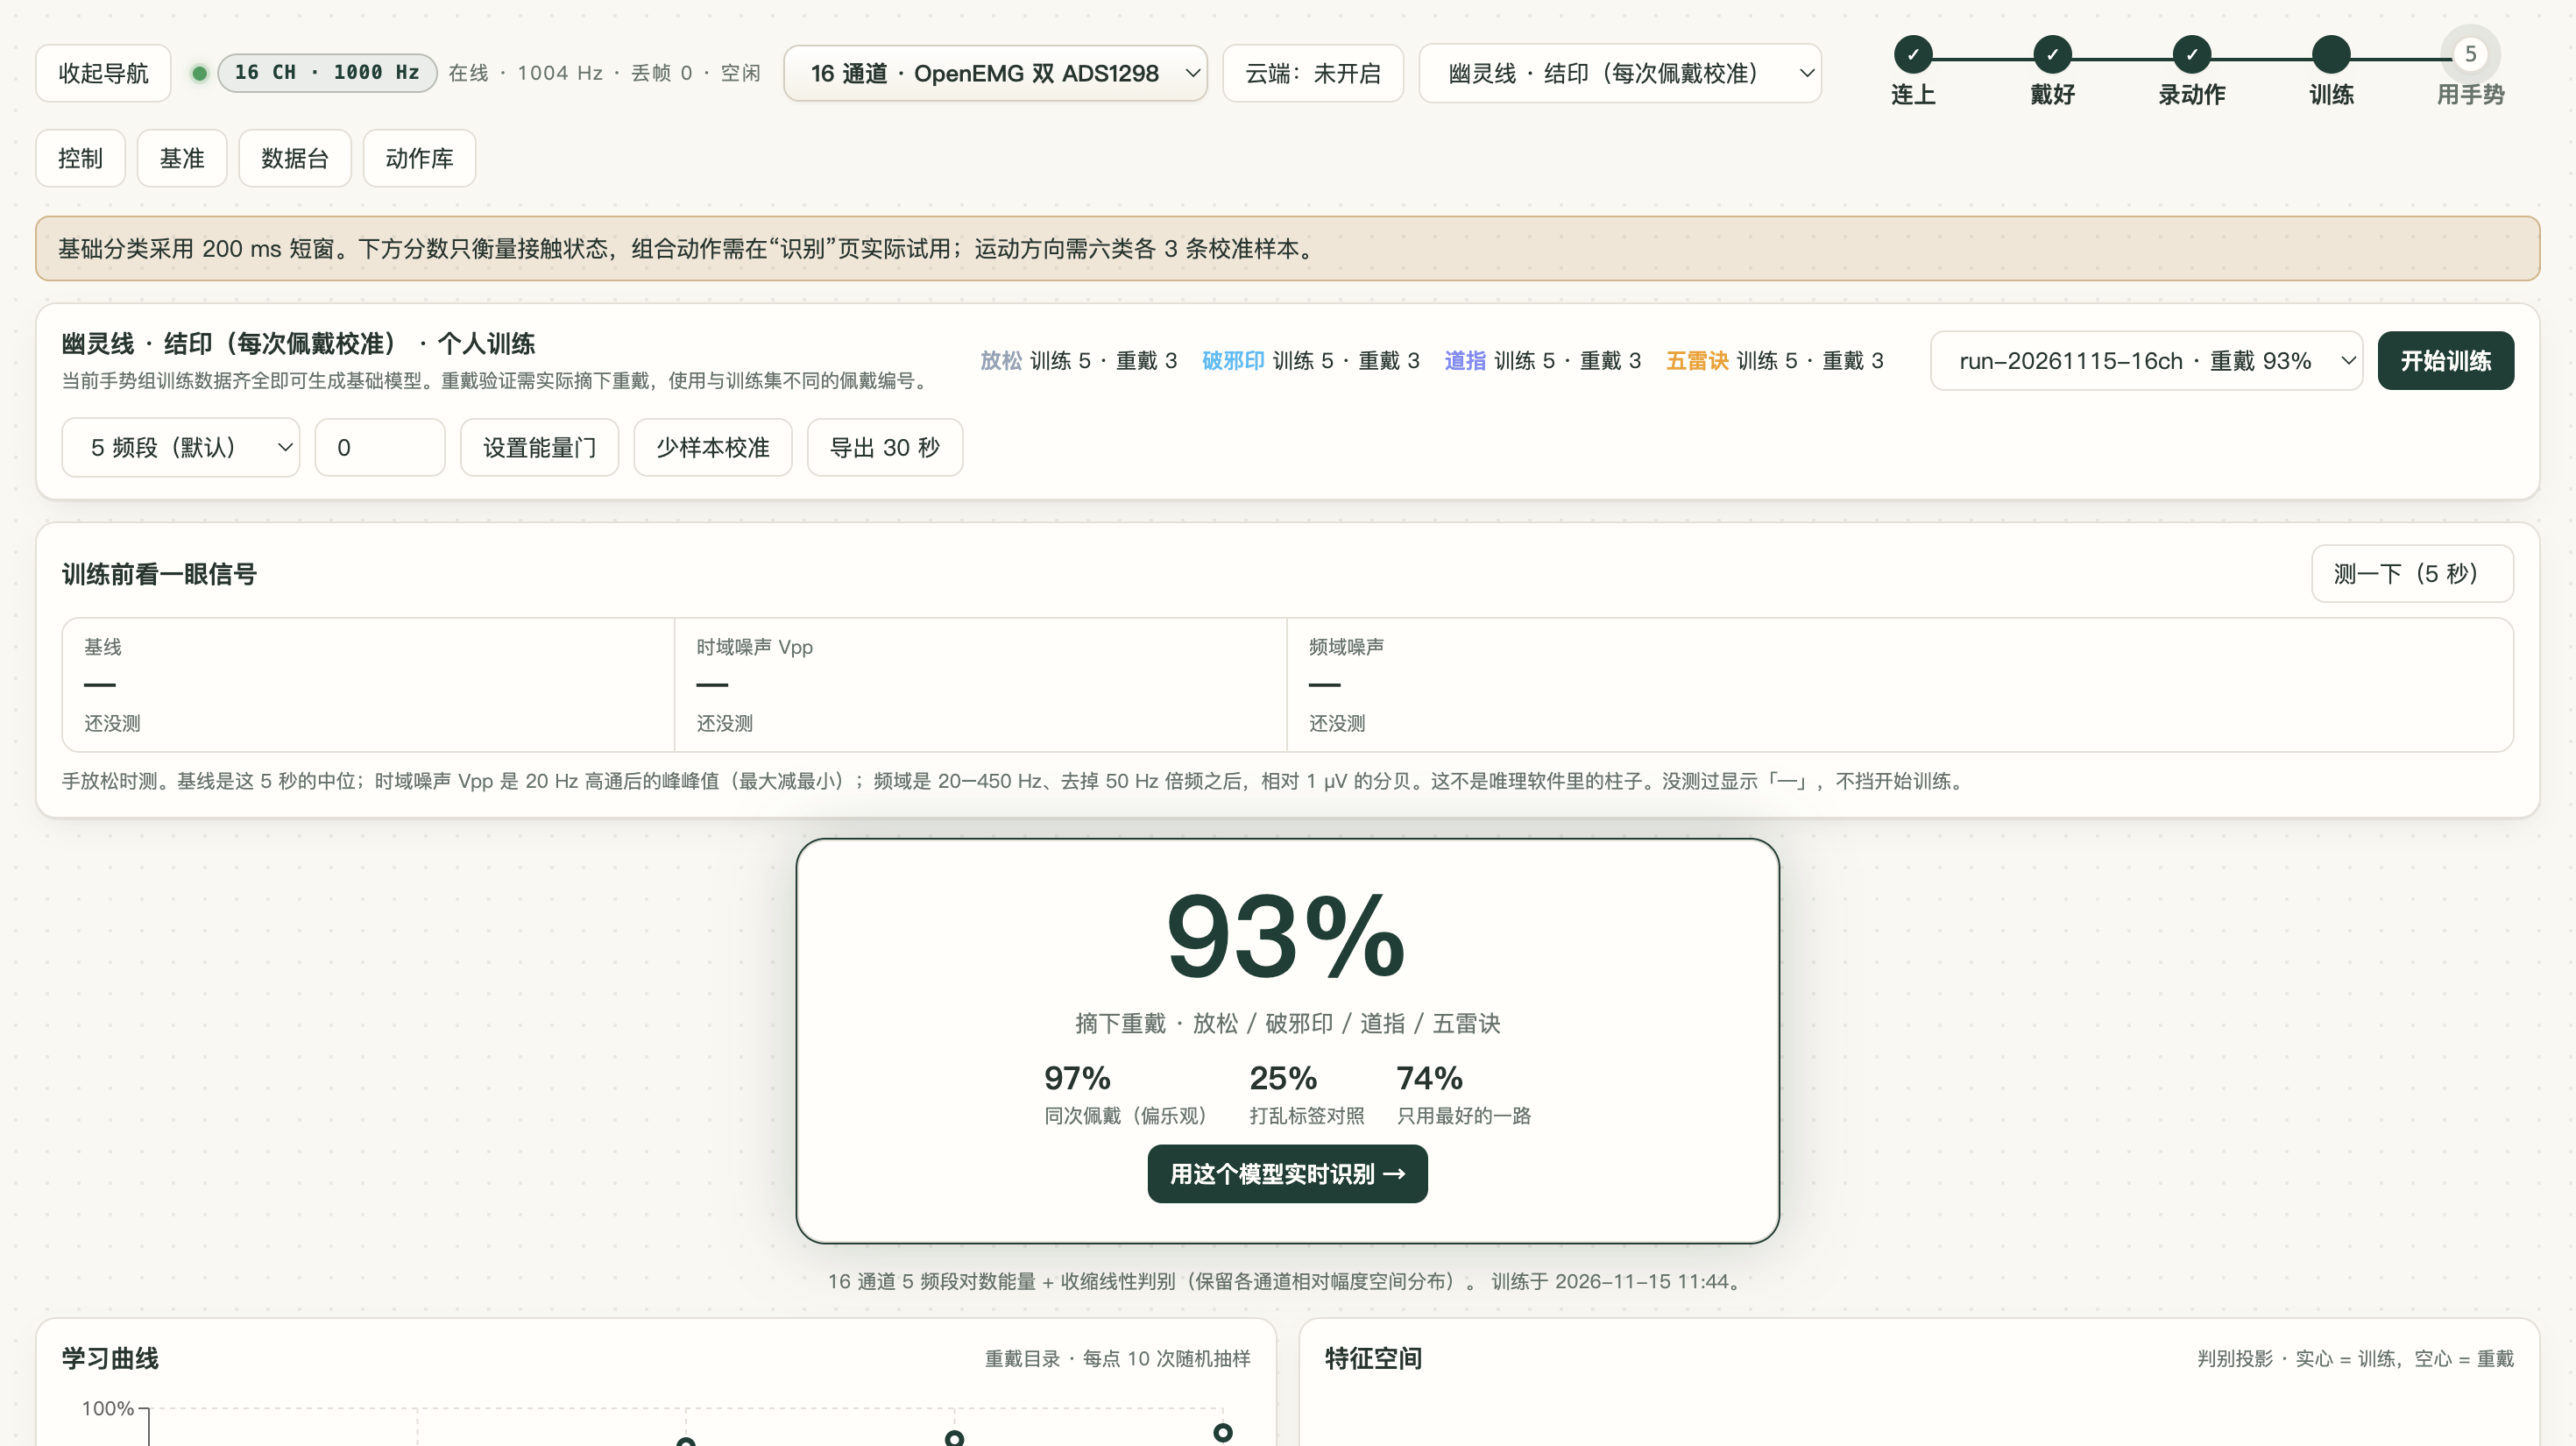 收起导航
16 CH · 1000 Hz
在线 · 1004 Hz · 丢帧 0 · 空闲
16 通道 · OpenEMG 双 ADS1298
云端：未开启
幽灵线 · 结印（每次佩戴校准）
✓ ✓ ✓ 5
连上 戴好 录动作 训练 用手势
控制 基准 数据台 动作库
基础分类采用 200 ms 短窗。下方分数只衡量接触状态，组合动作需在“识别”页实际试用；运动方向需六类各 3 条校准样本。
幽灵线 · 结印（每次佩戴校准） · 个人训练
当前手势组训练数据齐全即可生成基础模型。重戴验证需实际摘下重戴，使用与训练集不同的佩戴编号。
放松 训练 5 · 重戴 3 破邪印 训练 5 · 重戴 3 道指 训练 5 · 重戴 3 五雷诀 训练 5 · 重戴 3
run-20261115-16ch · 重戴 93%
开始训练
5 频段（默认）
0
设置能量门
少样本校准
导出 30 秒
训练前看一眼信号
测一下（5 秒）
基线
—
还没测
时域噪声 Vpp
—
还没测
频域噪声
—
还没测
手放松时测。基线是这 5 秒的中位；时域噪声 Vpp 是 20 Hz 高通后的峰峰值（最大减最小）；频域是 20—450 Hz、去掉 50 Hz 倍频之后，相对 1 μV 的分贝。这不是唯理软件里的柱子。没测过显示「—」，不挡开始训练。
93%
摘下重戴 · 放松 / 破邪印 / 道指 / 五雷诀
97% 25% 74%
同次佩戴（偏乐观） 打乱标签对照 只用最好的一路
用这个模型实时识别 →
16 通道 5 频段对数能量 + 收缩线性判别（保留各通道相对幅度空间分布）。 训练于 2026-11-15 11:44。
学习曲线
重戴目录 · 每点 10 次随机抽样
100%
特征空间
判别投影 · 实心 = 训练，空心 = 重戴